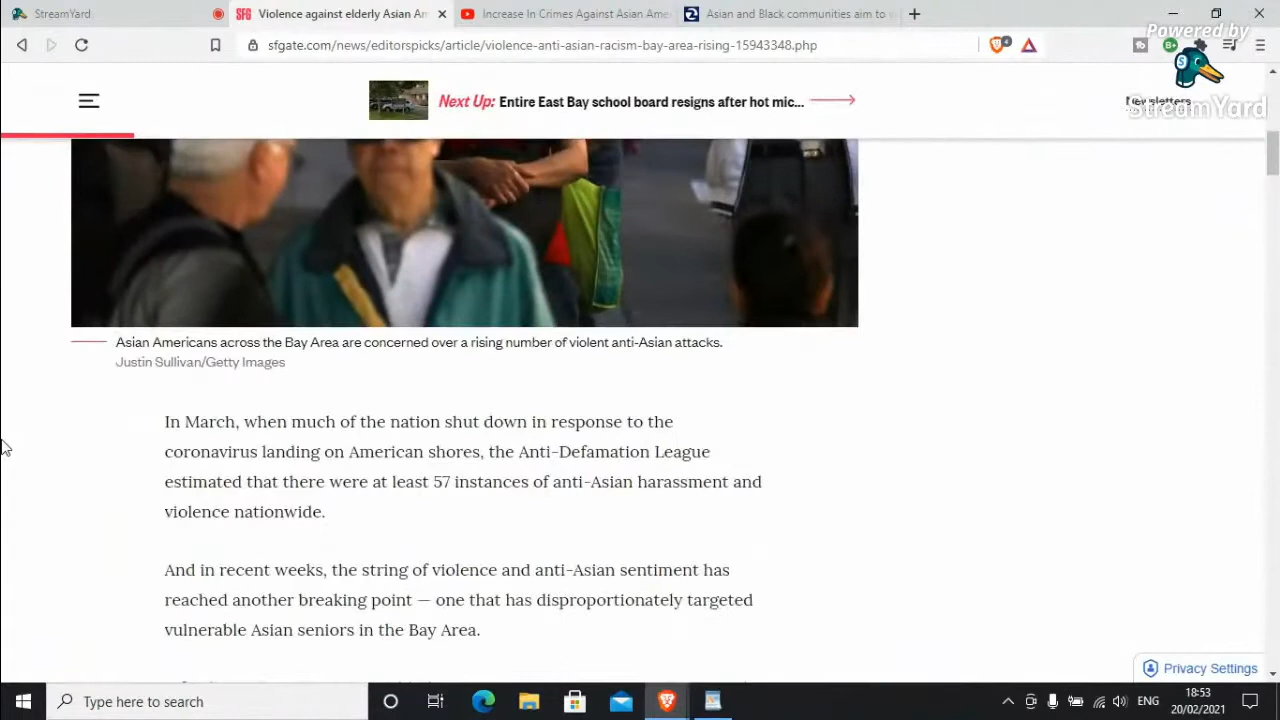 StreamYard
SFG Violence against elderly Asian Am
Increase In Crimes Against Asian Ame
Asian and Black communities aim to
sfgate.com/news/editorspicks/article/violence-anti-asian-racism-bay-area-rising-15943348.php
4
B+
Powered by
StreamYard
Next Up: Entire East Bay school board resigns after hot mic...
Newsletters
Asian Americans across the Bay Area are concerned over a rising number of violent anti-Asian attacks.
Justin Sullivan/Getty Images
In March, when much of the nation shut down in response to the
coronavirus landing on American shores, the Anti-Defamation League
estimated that there were at least 57 instances of anti-Asian harassment and
violence nationwide.
And in recent weeks, the string of violence and anti-Asian sentiment has
reached another breaking point — one that has disproportionately targeted
vulnerable Asian seniors in the Bay Area.
Privacy Settings
Type here to search
ENG
18:53
20/02/2021